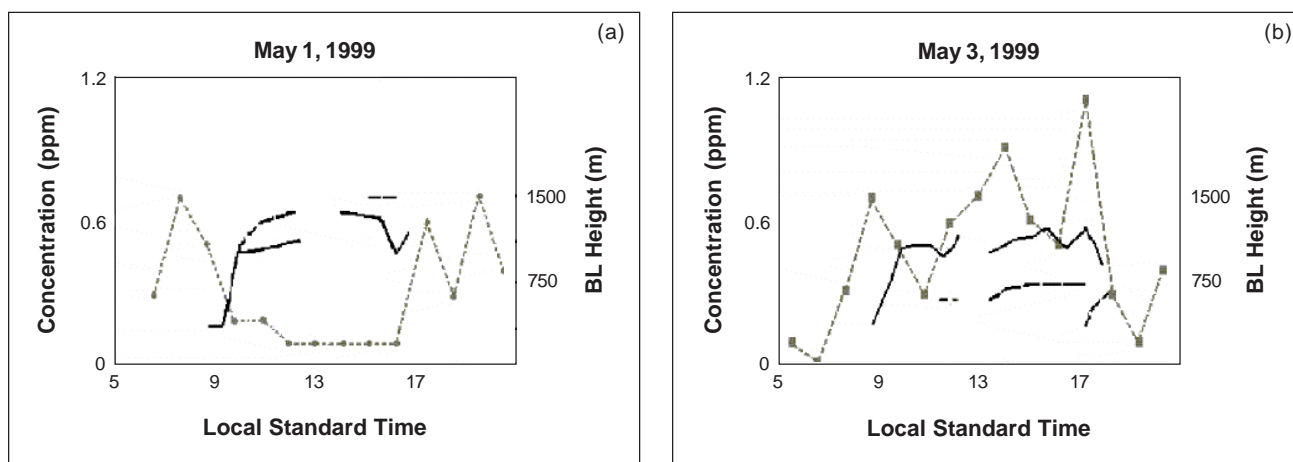 (a)
May 1, 1999
Concentration (ppm)
1.2
0.6
0
BL Height (m)
1500
750
5 9 13 17
Local Standard Time
(b)
May 3, 1999
Concentration (ppm)
1.2
0.6
0
BL Height (m)
1500
750
5 9 13 17
Local Standard Time